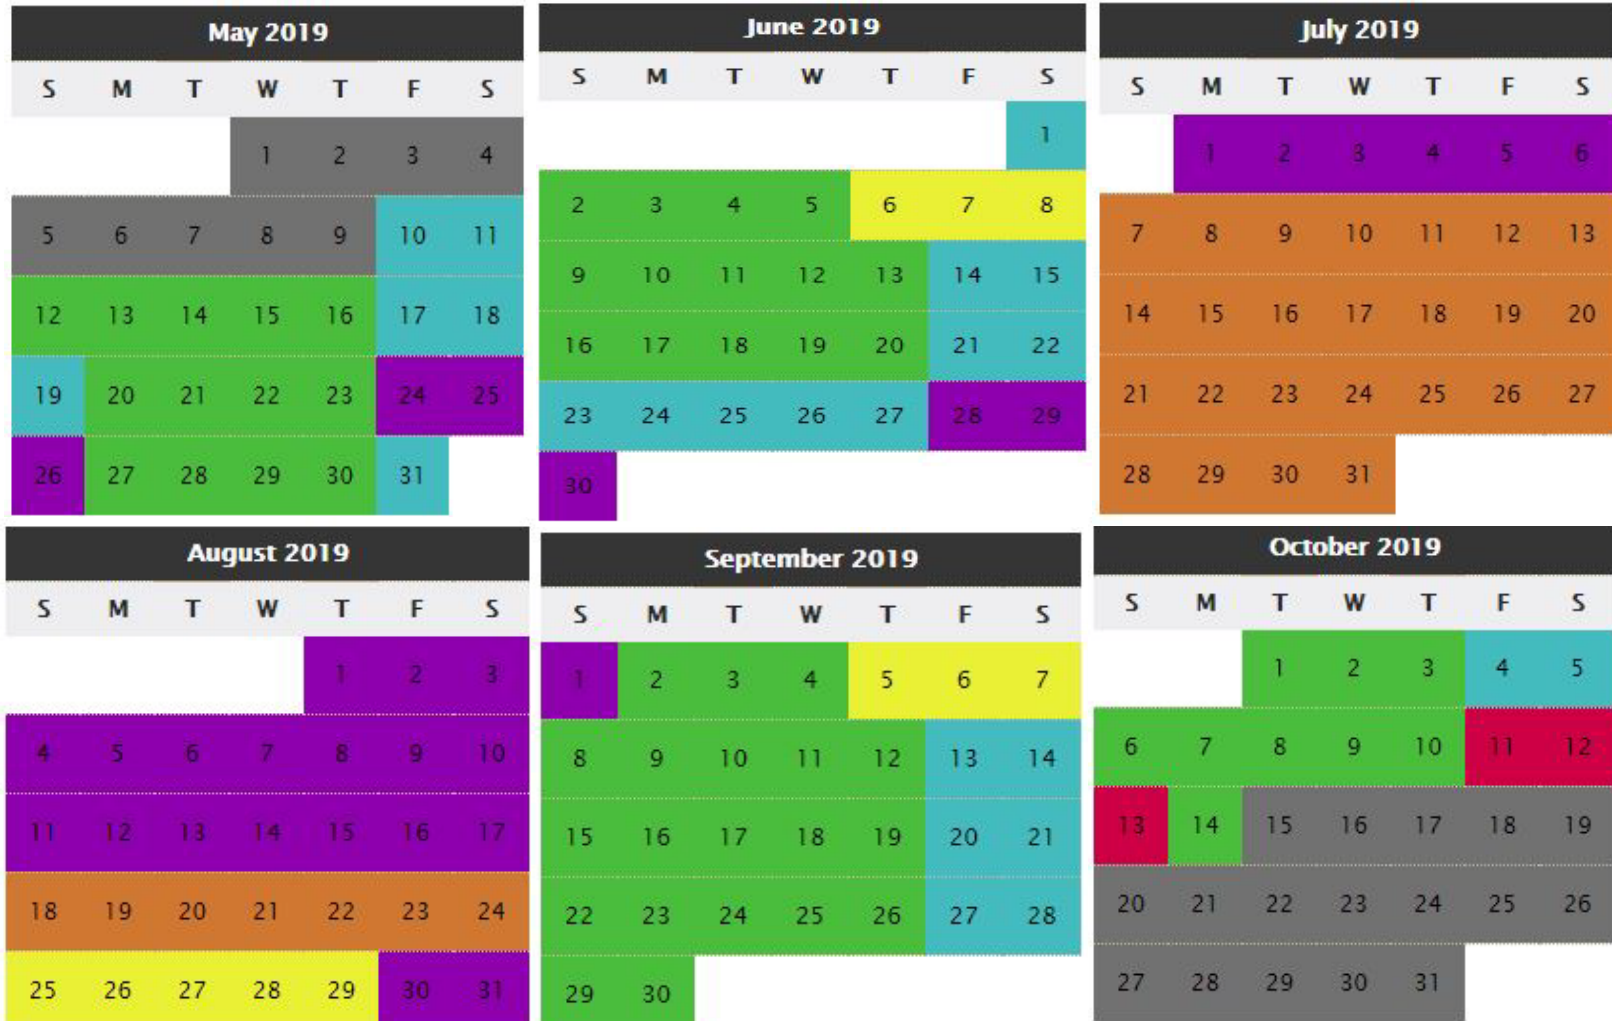 May 2019
S M T W T F S
1 2 3 4
5 6 7 8 9 10 11
12 13 14 15 16 17 18
19 20 21 22 23 24 25
26 27 28 29 30 31
June 2019
S M T W T F S
1
2 3 4 5 6 7 8
9 10 11 12 13 14 15
16 17 18 19 20 21 22
23 24 25 26 27 28 29
30
July 2019
S M T W T F S
1 2 3 4 5 6
7 8 9 10 11 12 13
14 15 16 17 18 19 20
21 22 23 24 25 26 27
28 29 30 31
August 2019
S M T W T F S
1 2 3
4 5 6 7 8 9 10
11 12 13 14 15 16 17
18 19 20 21 22 23 24
25 26 27 28 29 30 31
September 2019
S M T W T F S
1 2 3 4 5 6 7
8 9 10 11 12 13 14
15 16 17 18 19 20 21
22 23 24 25 26 27 28
29 30
October 2019
S M T W T F S
1 2 3 4 5
6 7 8 9 10 11 12
13 14 15 16 17 18 19
20 21 22 23 24 25 26
27 28 29 30 31